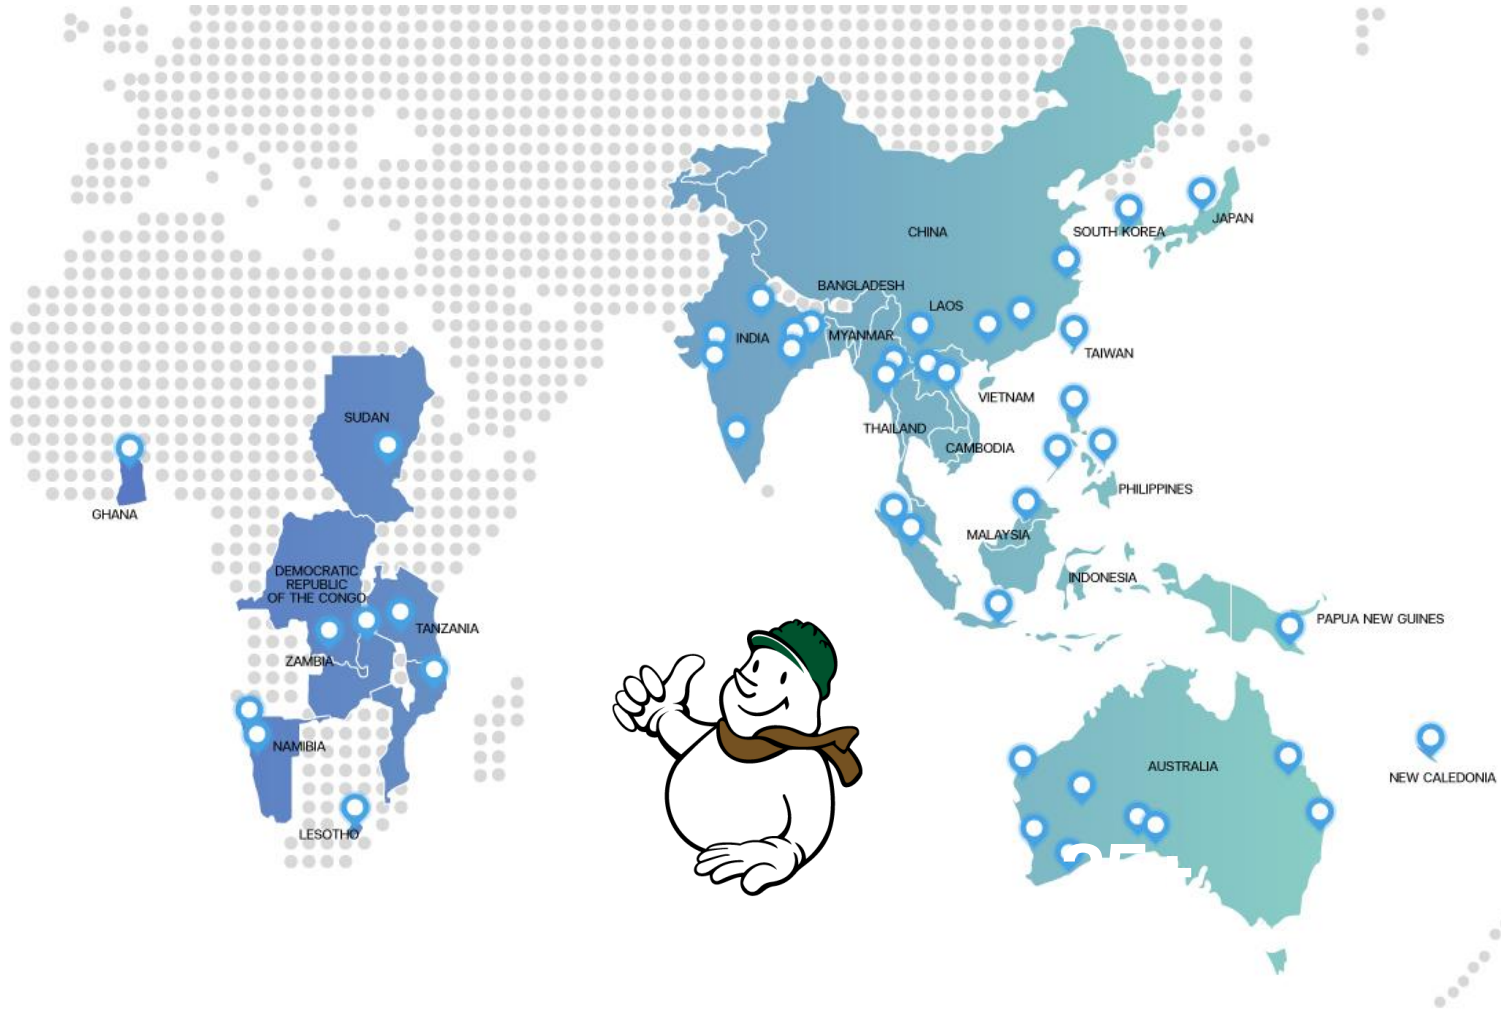 CHINA
SOUTH KOREA
JAPAN
BANGLADESH
LAOS
INDIA
MYANMAR
TAIWAN
VIETNAM
THAILAND
CAMBODIA
PHILIPPINES
SUDAN
GHANA
MALAYSIA
INDONESIA
DEMOCRATIC
REPUBLIC
OF THE CONGO
TANZANIA
PAPUA NEW GUINES
ZAMBIA
NAMIBIA
AUSTRALIA
NEW CALEDONIA
LESOTHO